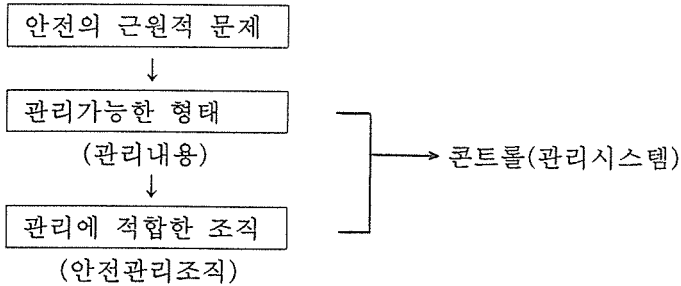 안전의 근원적 문제
↓
관리가능한 형태
(관리내용)
↓
관리에 적합한 조직
(안전관리조직)
콘트롤(관리시스템)